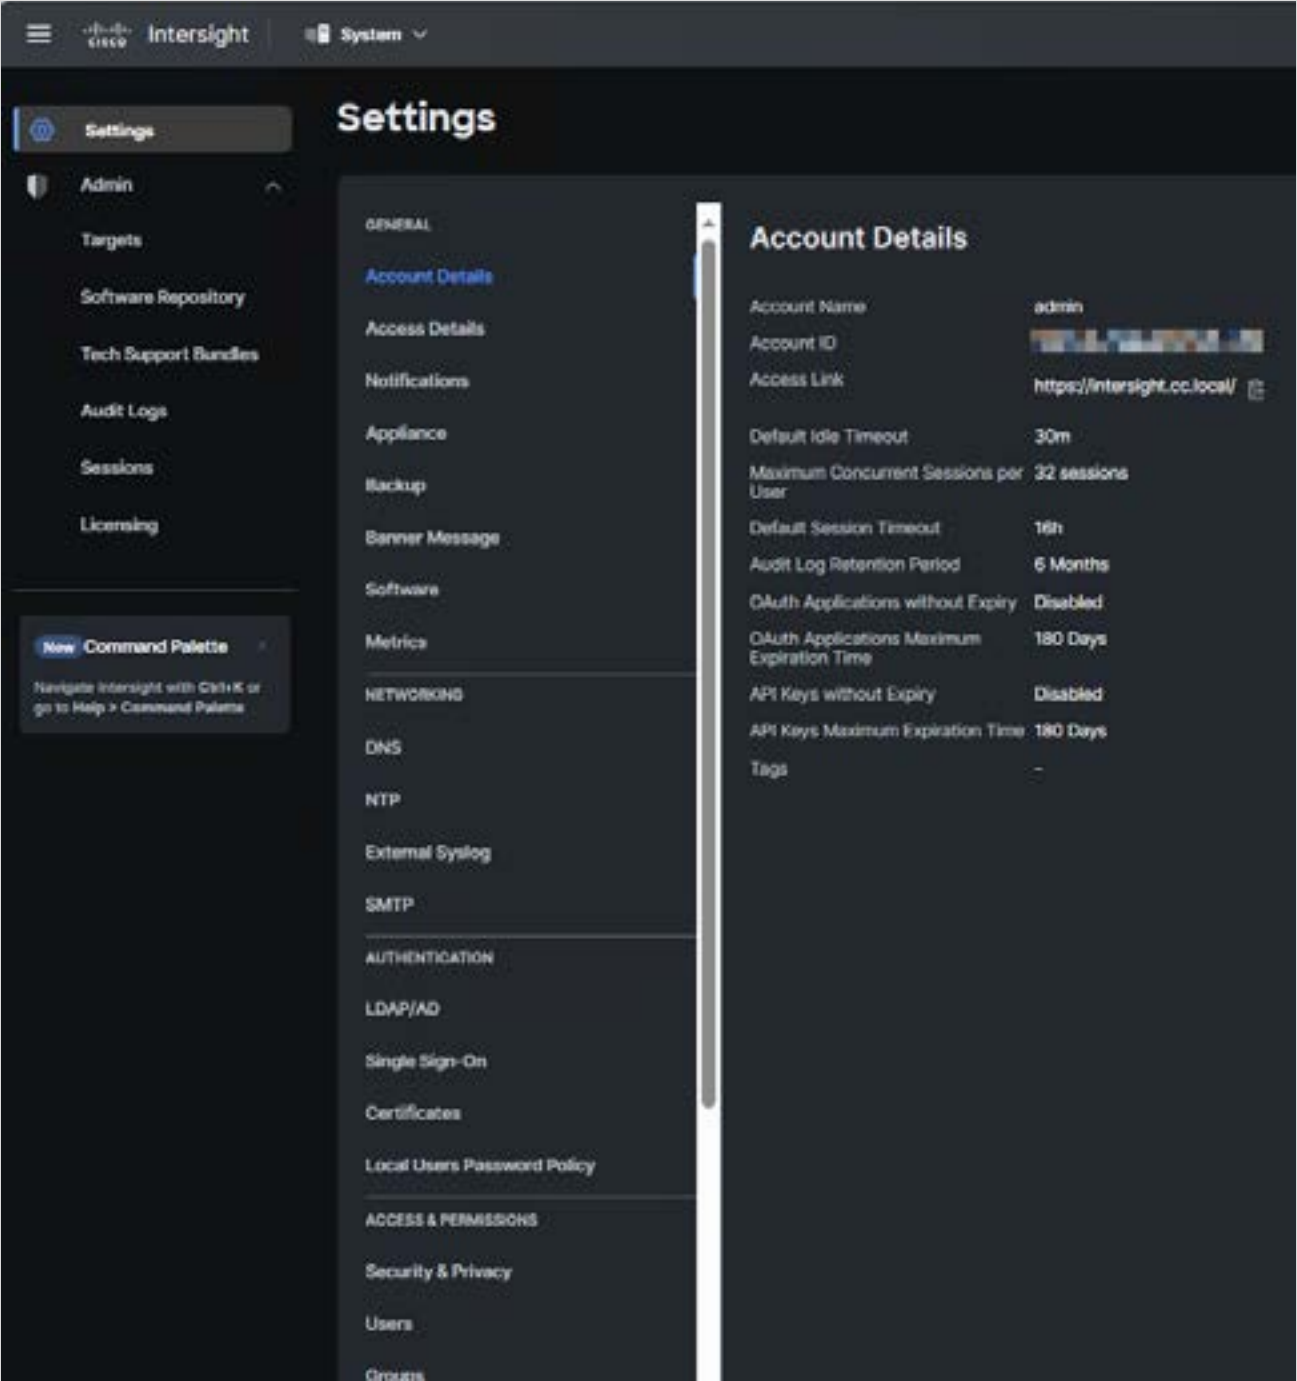 cisco Intersight System
Settings
Admin
Targets
Software Repository
Tech Support Bundles
Audit Logs
Sessions
Licensing
New Command Palette
Navigate Intersight with Ctrl+K or
go to Help > Command Palette
Settings
GENERAL
Account Details
Access Details
Notifications
Appliance
Backup
Banner Message
Software
Metrics
NETWORKING
DNS
NTP
External Syslog
SMTP
AUTHENTICATION
LDAP/AD
Single Sign-On
Certificates
Local Users Password Policy
ACCESS & PERMISSIONS
Security & Privacy
Users
Groups
Account Details
Account Name admin
Account ID
Access Link https://intersight.cc.local/
Default Idle Timeout 30m
Maximum Concurrent Sessions per 32 sessions
User
Default Session Timeout 16h
Audit Log Retention Period 6 Months
OAuth Applications without Expiry Disabled
OAuth Applications Maximum 180 Days
Expiration Time
API Keys without Expiry Disabled
API Keys Maximum Expiration Time 180 Days
Tags -